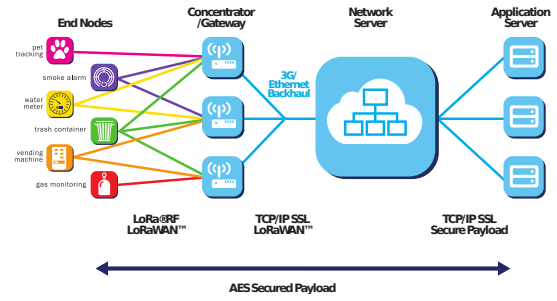 End Nodes
Concentrator
/Gateway
Network
Server
Application
Server
pet
tracking
smoke alarm
water
meter
trash container
vending
machine
gas monitoring
3G/
Ethernet
Backhaul
LoRa®RF
LoRaWAN™
TCP/IP SSL
LoRaWAN™
TCP/IP SSL
Secure Payload
AES Secured Payload